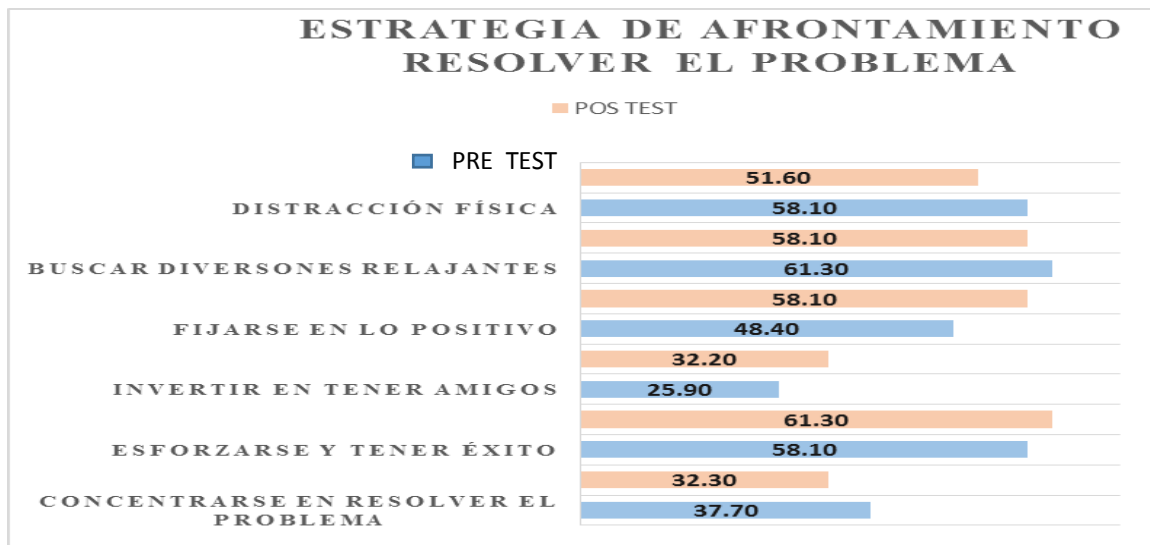 ESTRATEGIA DE AFRONTAMIENTO
RESOLVER EL PROBLEMA
POS TEST
PRE TEST
51.60
DISTRACCIÓN FÍSICA
58.10
58.10
BUSCAR DIVERSONES RELAJANTES
61.30
58.10
FIJARSE EN LO POSITIVO
48.40
32.20
INVERTIR EN TENER AMIGOS
25.90
61.30
ESFORZARSE Y TENER ÉXITO
58.10
32.30
CONCENTRARSE EN RESOLVER EL
PROBLEMA
37.70